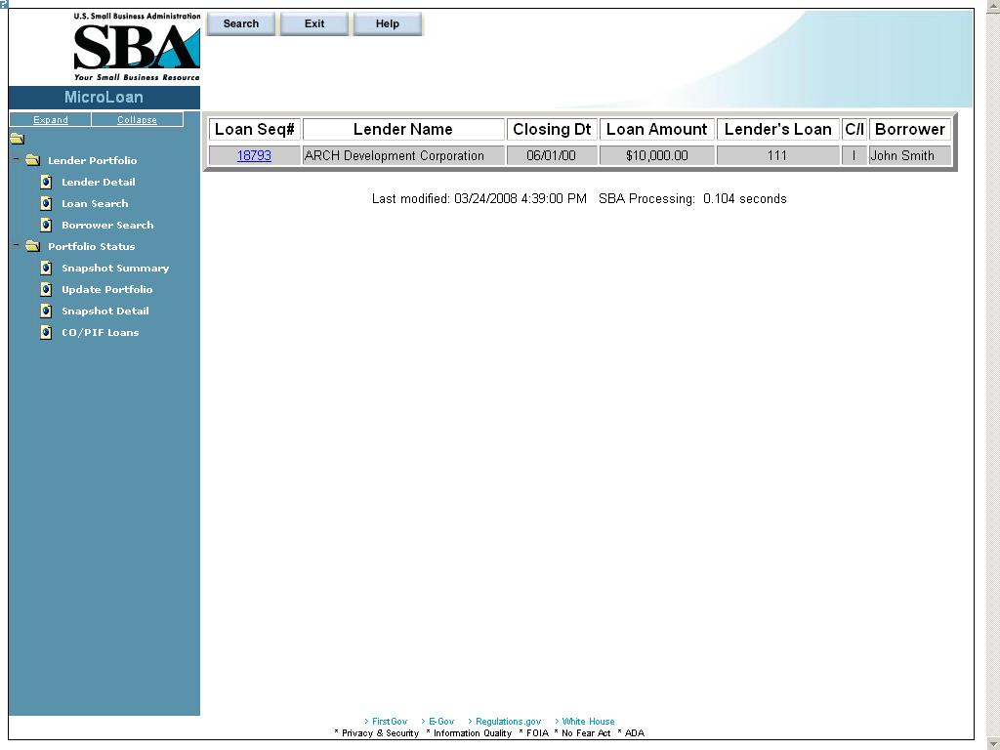 U.S. Small Business Administration
SBA
Your Small Business Resource
Search Exit Help
MicroLoan
Expand Collapse
Lender Portfolio
Lender Detail
Loan Search
Borrower Search
Portfolio Status
Snapshot Summary
Update Portfolio
Snapshot Detail
CO/PIF Loans
Loan Seq# Lender Name Closing Dt Loan Amount Lender's Loan C/I Borrower
18793 ARCH Development Corporation 06/01/00 $10,000.00 111 I John Smith
Last modified: 03/24/2008 4:39:00 PM SBA Processing: 0.104 seconds
> FirstGov > E-Gov > Regulations.gov > White House
* Privacy & Security * Information Quality * FOIA * No Fear Act * ADA